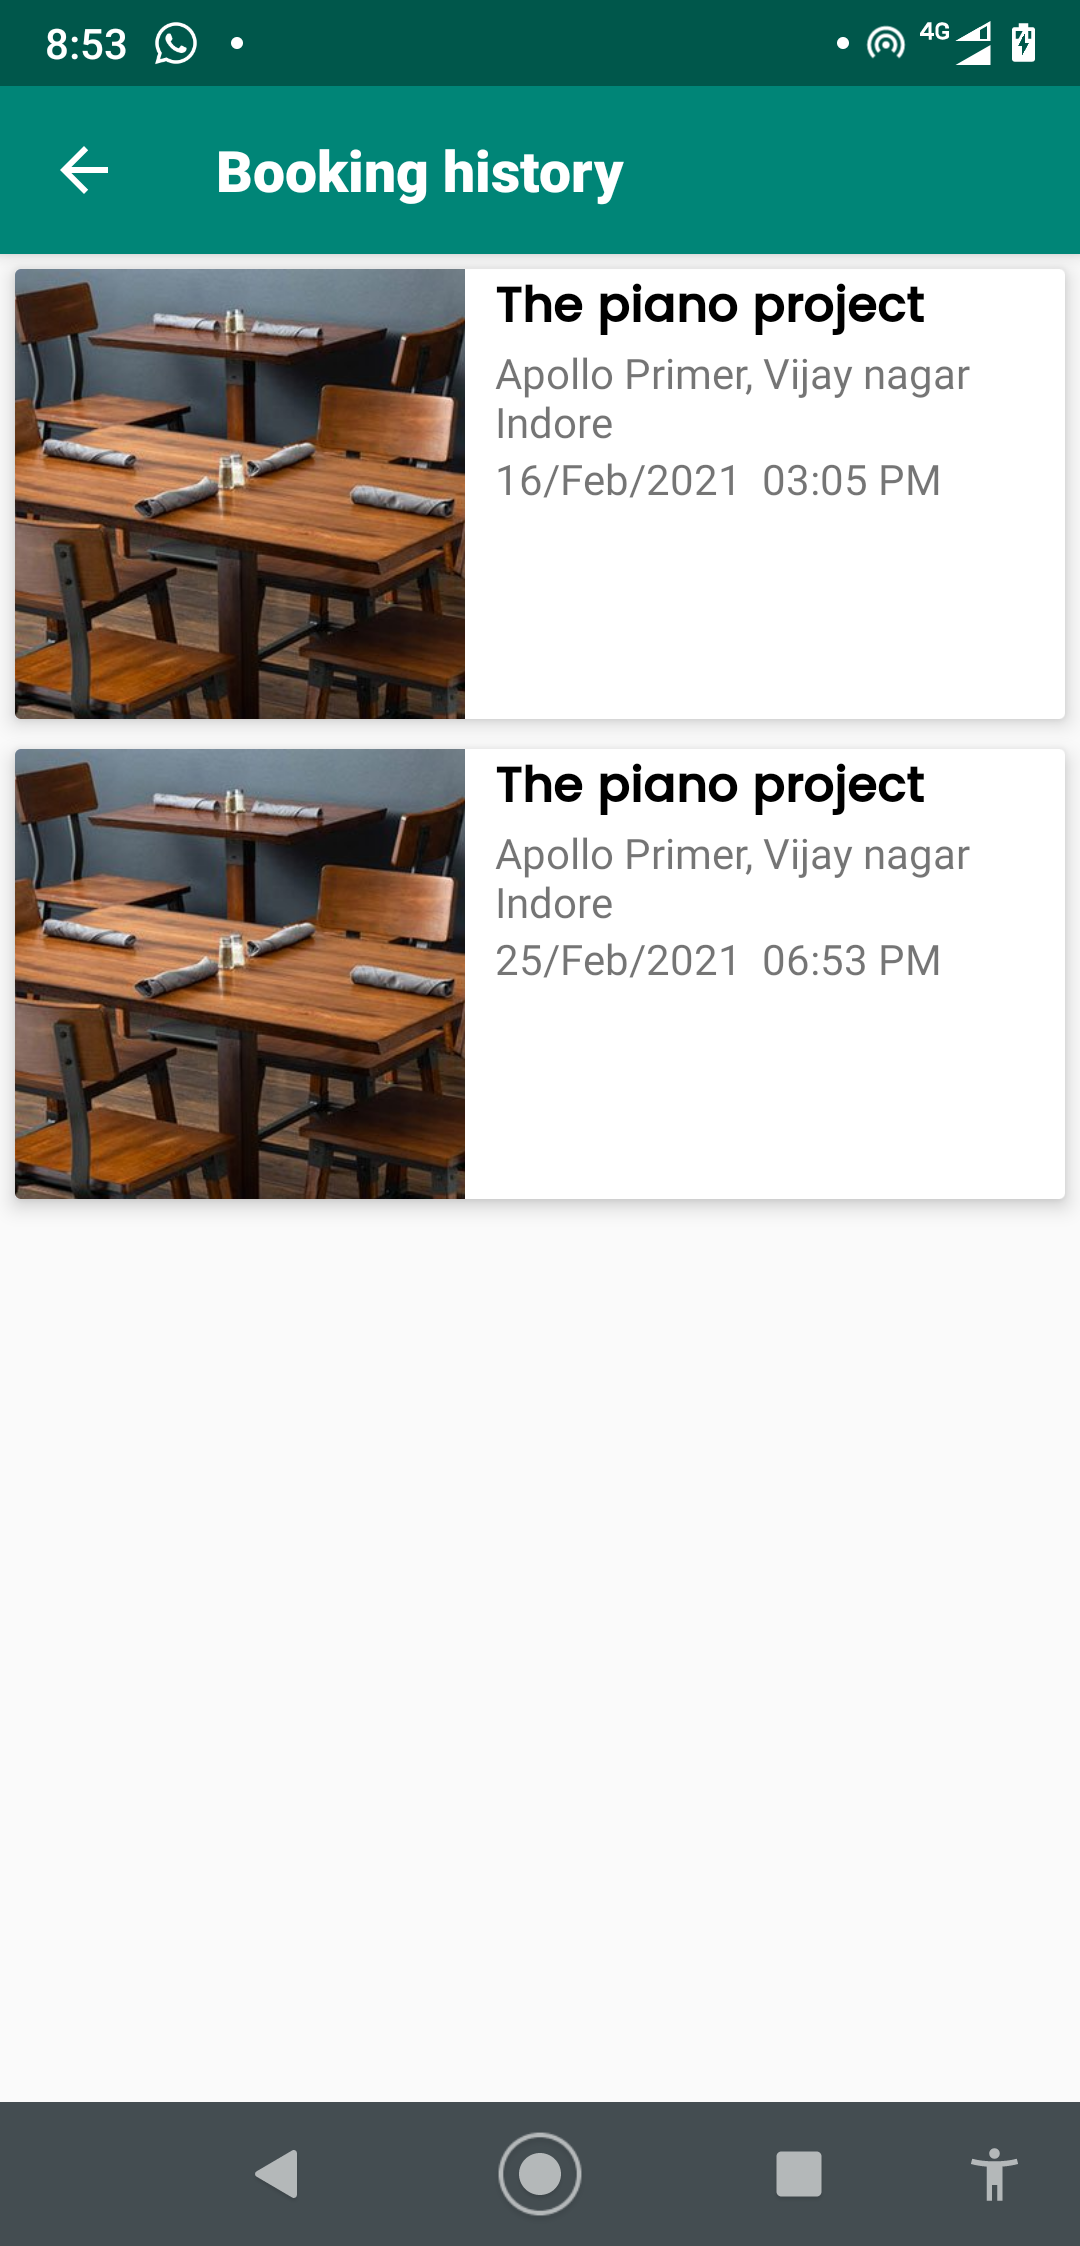 8:53
4G
Booking history
The piano project
Apollo Primer, Vijay nagar
Indore
16/Feb/2021 03:05 PM
The piano project
Apollo Primer, Vijay nagar
Indore
25/Feb/2021 06:53 PM